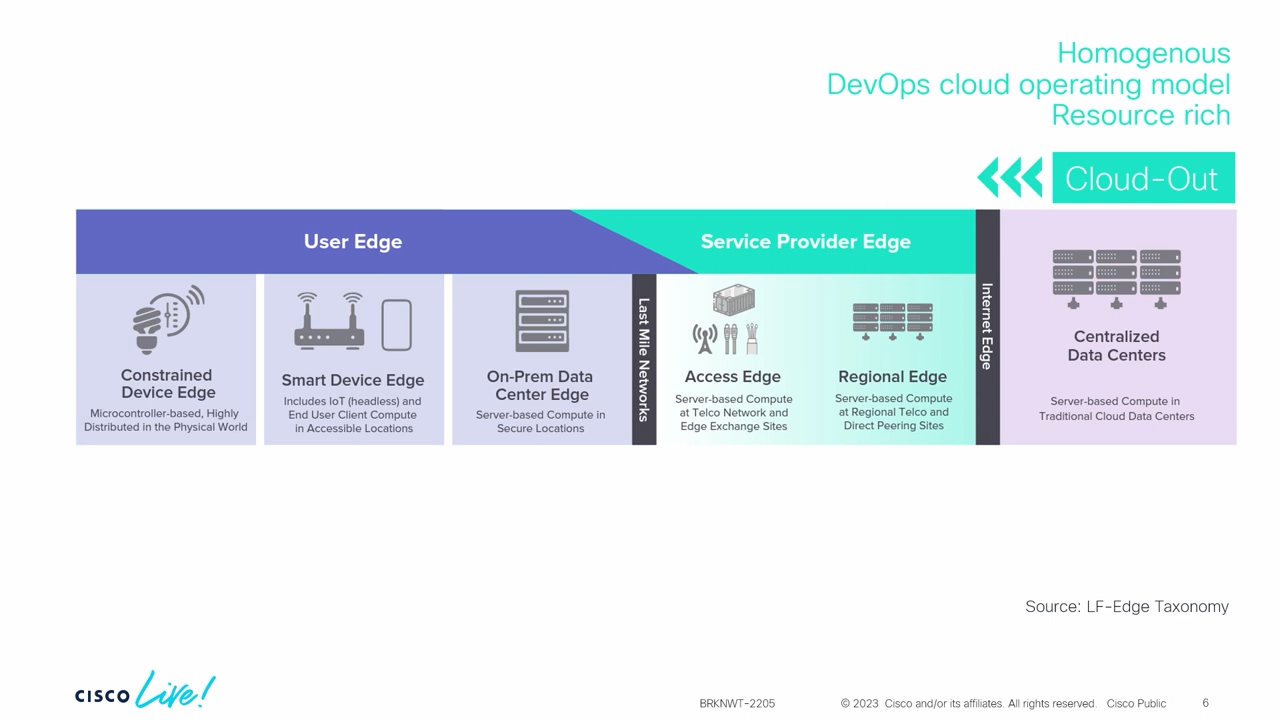 Homogenous
DevOps cloud operating model
Resource rich
Cloud-Out
User Edge
Service Provider Edge
Constrained
Device Edge
Microcontroller-based, Highly
Distributed in the Physical World
Smart Device Edge
Includes IoT (headless) and
End User Client Compute
in Accessible Locations
On-Prem Data
Center Edge
Server-based Compute in
Secure Locations
Last Mile Networks
Access Edge
Server-based Compute
at Telco Network and
Edge Exchange Sites
Regional Edge
Server-based Compute
at Regional Telco and
Direct Peering Sites
Internet Edge
Centralized
Data Centers
Server-based Compute in
Traditional Cloud Data Centers
Source: LF-Edge Taxonomy
CISCO Live!
BRKNWT-2205
© 2023 Cisco and/or its affiliates. All rights reserved. Cisco Public
6